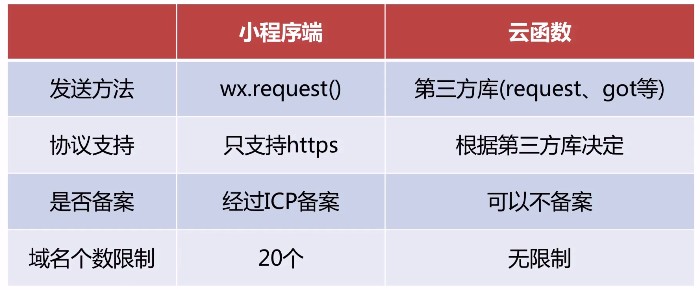 小程序端 云函数
发送方法 wx.request() 第三方库(request、got等)
协议支持 只支持https 根据第三方库决定
是否备案 经过ICP备案 可以不备案
域名个数限制 20个 无限制